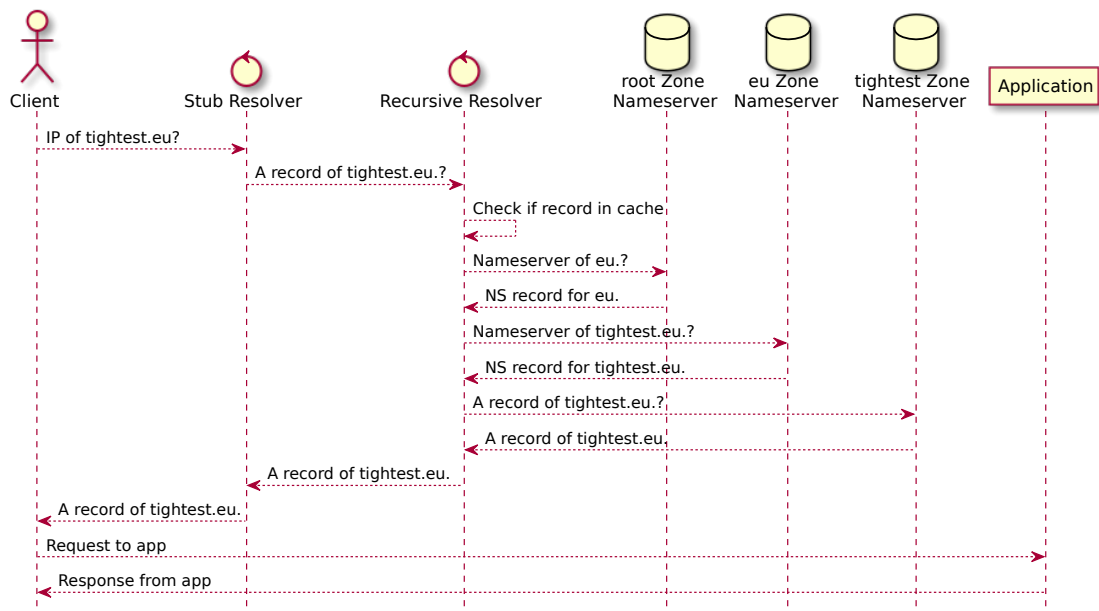 root Zone
eu Zone
tightest Zone
Client
Stub Resolver
Recursive Resolver
Nameserver
Nameserver
Nameserver
Application
IP of tightest.eu?
A record of tightest.eu.?
Check if record in cache
Nameserver of eu.?
NS record for eu.
Nameserver of tightest.eu.?
NS record for tightest.eu.
A record of tightest.eu.?
A record of tightest.eu.
A record of tightest.eu.
A record of tightest.eu.
Request to app
Response from app